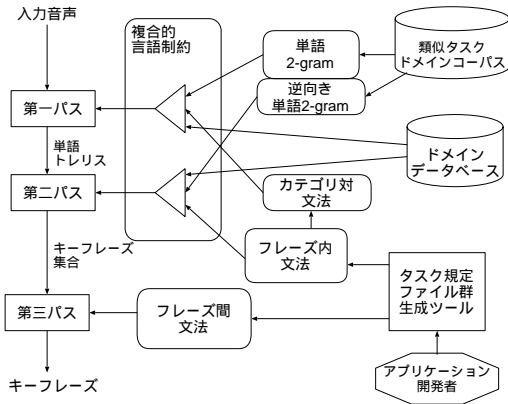 入力音声
複合的
言語制約
単語
2-gram
類似タスク
ドメインコーパス
逆向き
単語2-gram
第一パス
単語
トレリス
ドメイン
データベース
第二パス
カテゴリ対
文法
キーフレーズ
集合
フレーズ内
文法
タスク規定
ファイル群
生成ツール
第三パス
フレーズ間
文法
キーフレーズ
アプリケーション
開発者